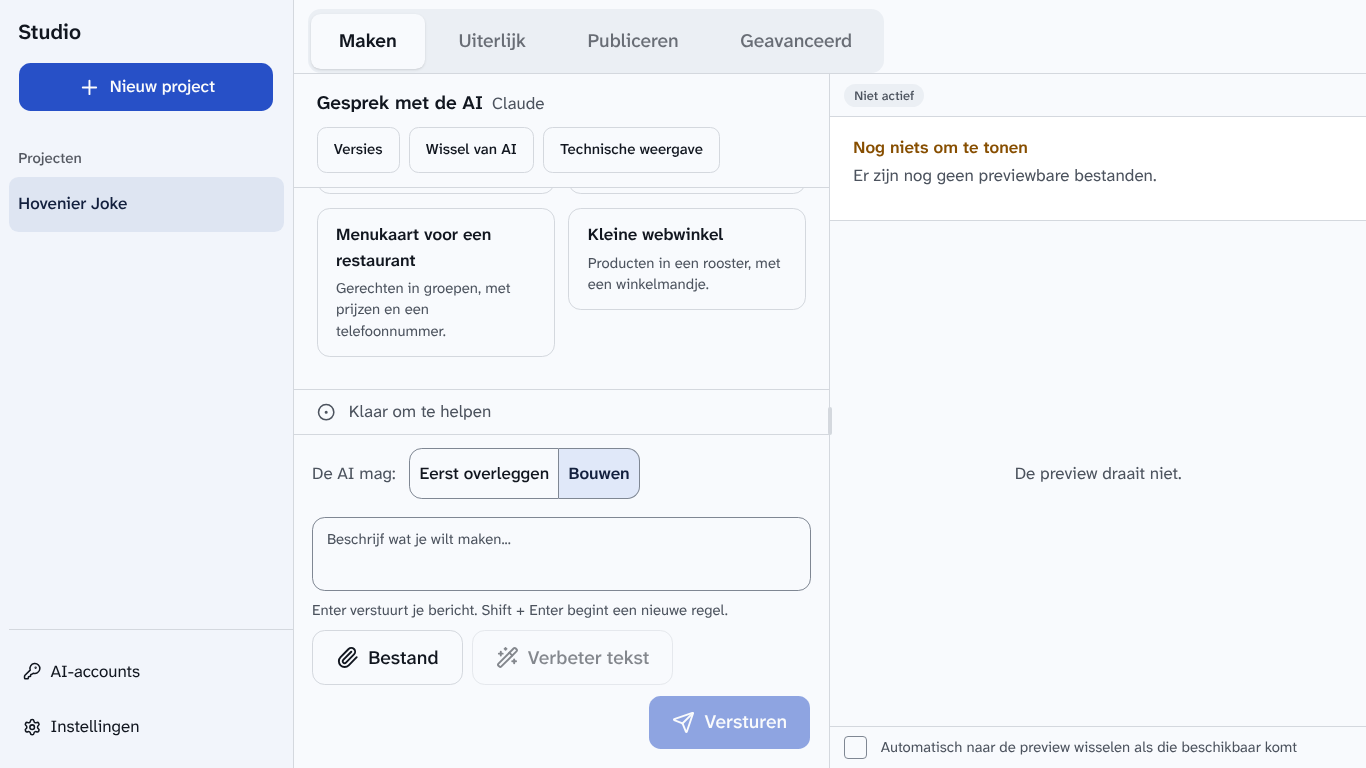 Studio
Nieuw project
Projecten
Hovenier Joke
AI-accounts
Instellingen
Maken
Uiterlijk
Publiceren
Geavanceerd
Gesprek met de AI Claude
Versies
Wissel van AI
Technische weergave
Menukaart voor een
restaurant
Gerechten in groepen, met
prijzen en een
telefoonnummer.
Kleine webwinkel
Producten in een rooster, met
een winkelmandje.
Klaar om te helpen
De AI mag:
Eerst overleggen
Bouwen
Beschrijf wat je wilt maken...
Enter verstuurt je bericht. Shift + Enter begint een nieuwe regel.
Bestand
Verbeter tekst
Versturen
Niet actief
Nog niets om te tonen
Er zijn nog geen previewbare bestanden.
De preview draait niet.
Automatisch naar de preview wisselen als die beschikbaar komt